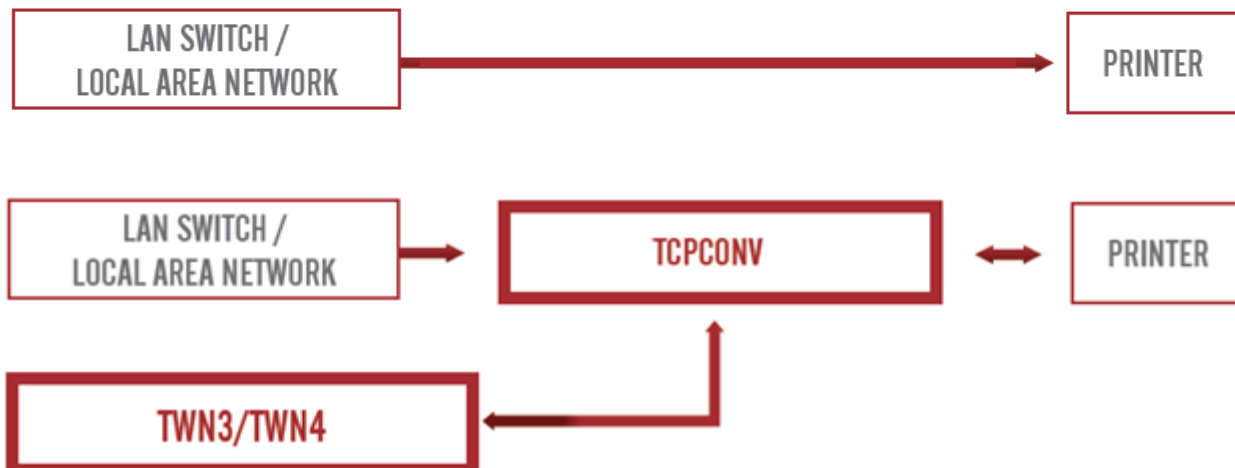 LAN SWITCH /
LOCAL AREA NETWORK
PRINTER
LAN SWITCH /
LOCAL AREA NETWORK
TCPCONV
PRINTER
TWN3/TWN4